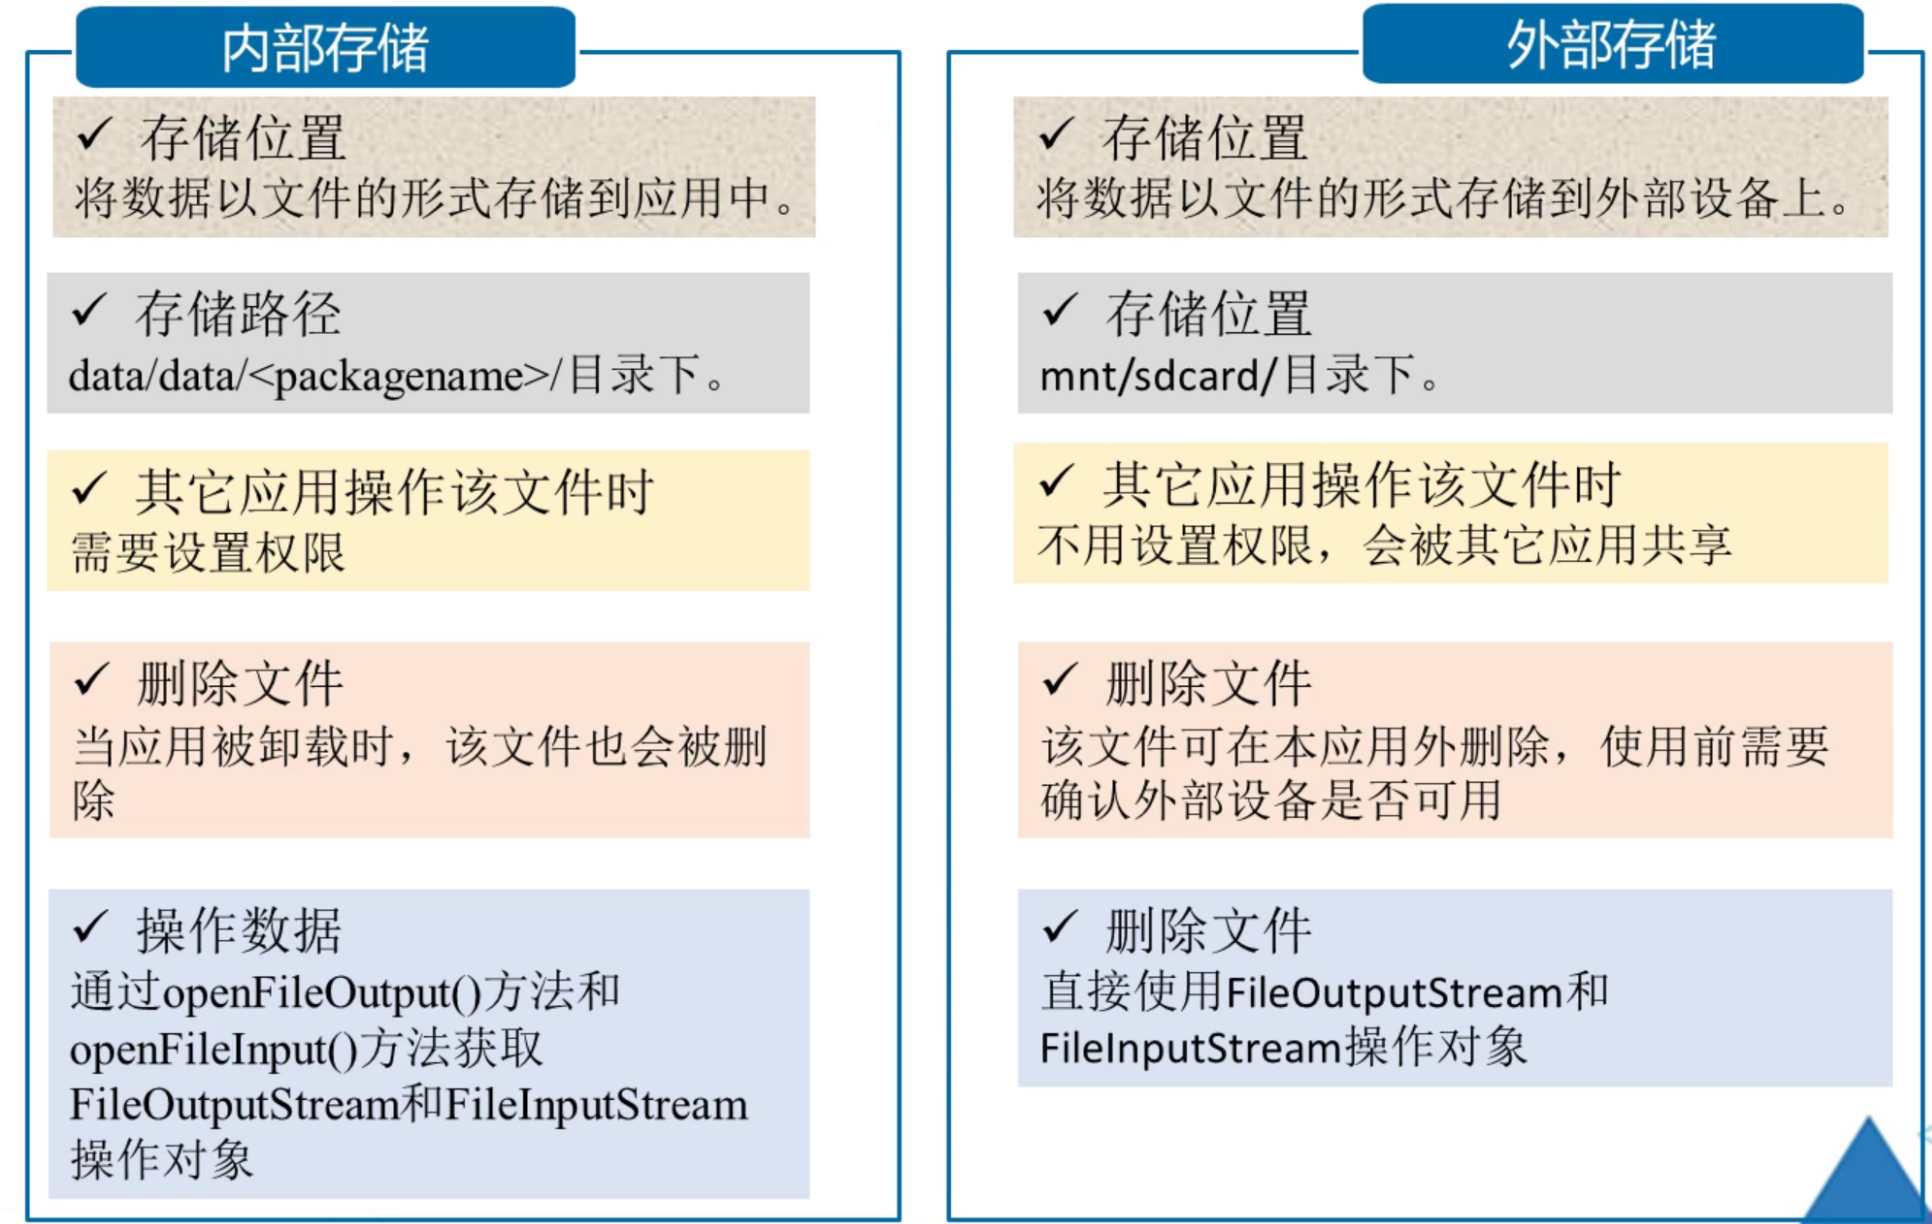 内部存储
✓ 存储位置
将数据以文件的形式存储到应用中。
✓ 存储路径
data/data/<packagename>/目录下。
✓ 其它应用操作该文件时
需要设置权限
✓ 删除文件
当应用被卸载时，该文件也会被删
除
✓ 操作数据
通过openFileOutput()方法和
openFileInput()方法获取
FileOutputStream和FileInputStream
操作对象
外部存储
✓ 存储位置
将数据以文件的形式存储到外部设备上。
✓ 存储位置
mnt/sdcard/目录下。
✓ 其它应用操作该文件时
不用设置权限，会被其它应用共享
✓ 删除文件
该文件可在本应用外删除，使用前需要
确认外部设备是否可用
✓ 删除文件
直接使用FileOutputStream和
FileInputStream操作对象